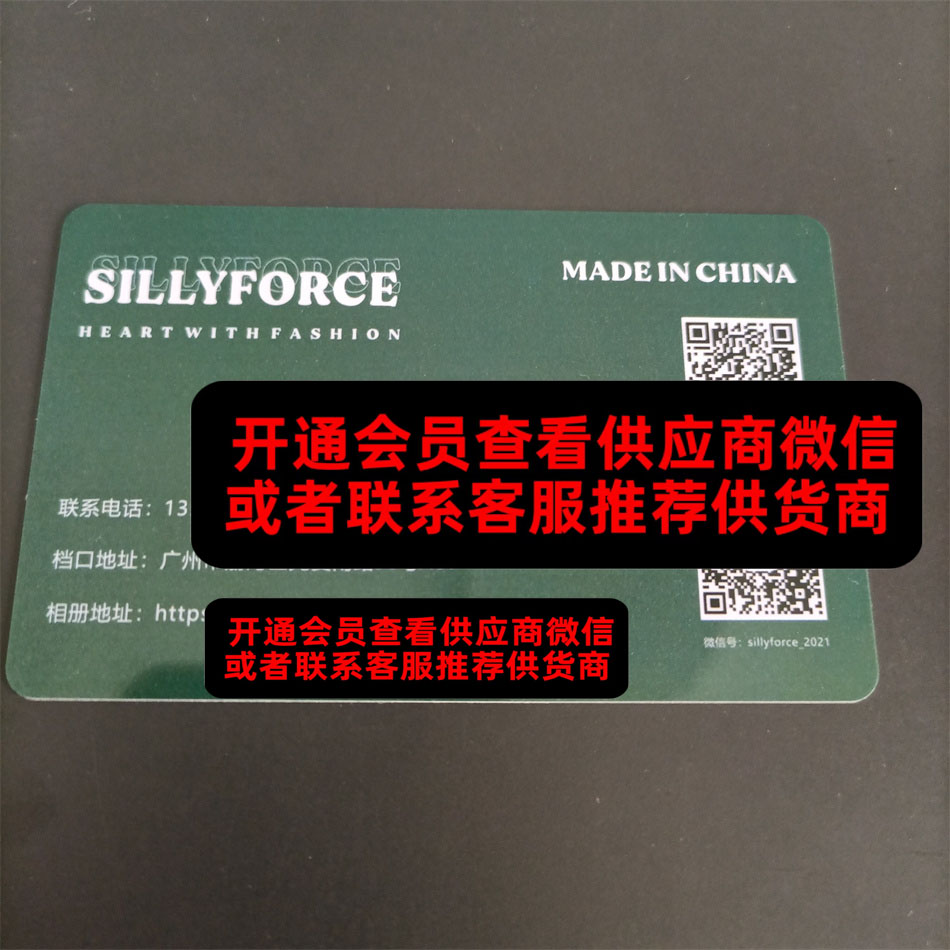 SILLYFORCE
HEART WITH FASHION
MADE IN CHINA
开通会员查看供应商微信
或者联系客服推荐供货商
联系电话：13
档口地址：广州
相册地址：https
开通会员查看供应商微信
或者联系客服推荐供货商
微信号：sillyforce_2021